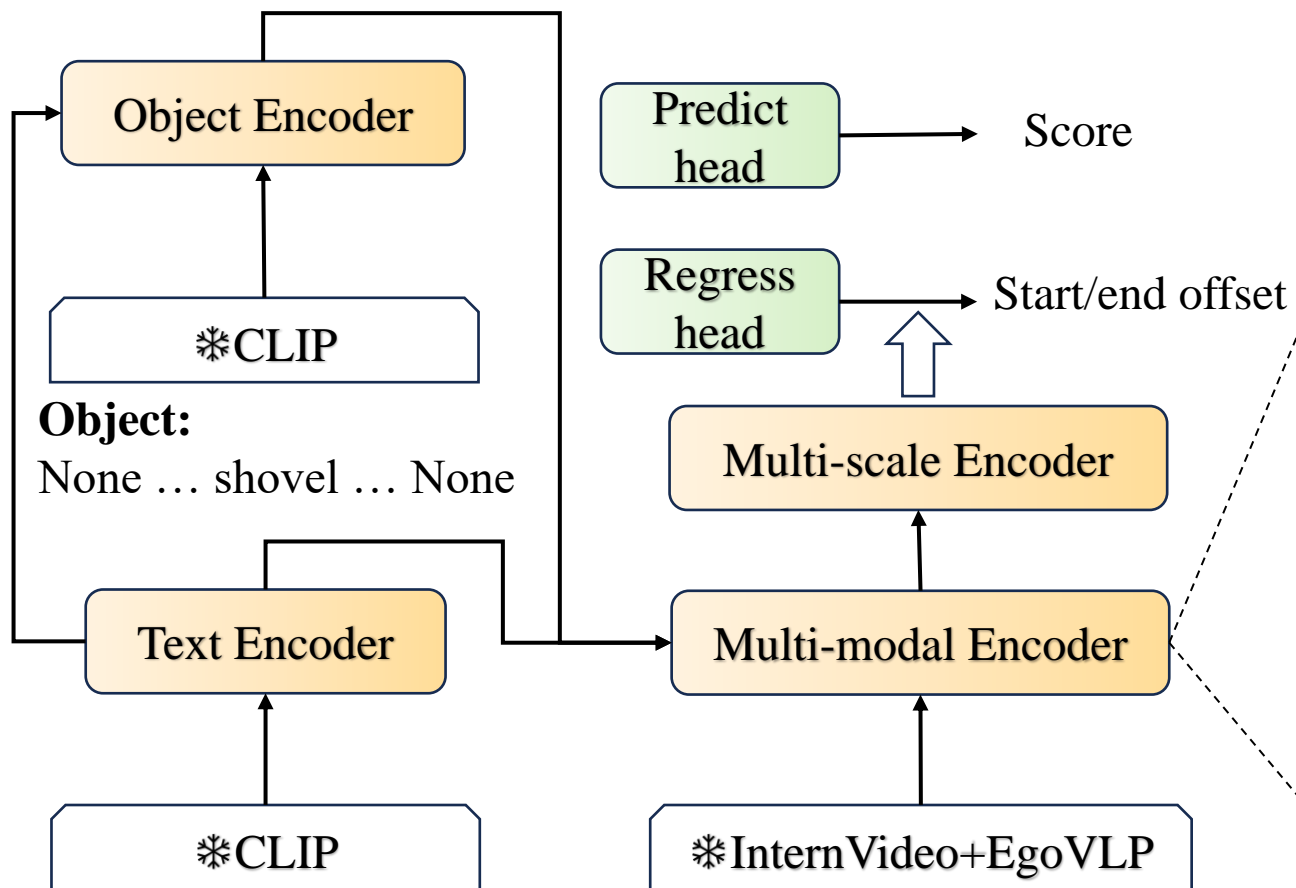 Object Encoder
Predict
head
Score
Regress
head
Start/end offset
❄CLIP
Object:
None … shovel … None
Multi-scale Encoder
Text Encoder
Multi-modal Encoder
❄CLIP
❄InternVideo+EgoVLP